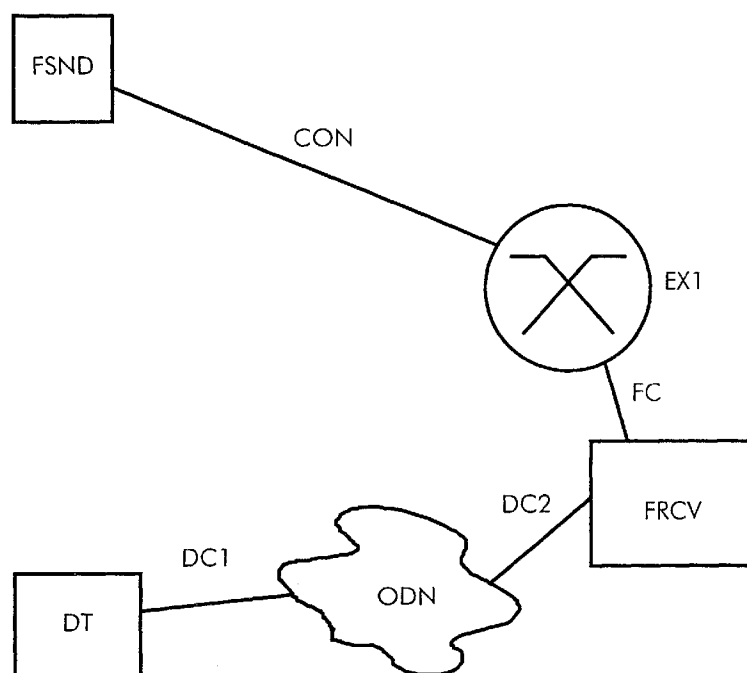 FSND
CON
EX1
FC
DC2
FRCV
DC1
ODN
DT